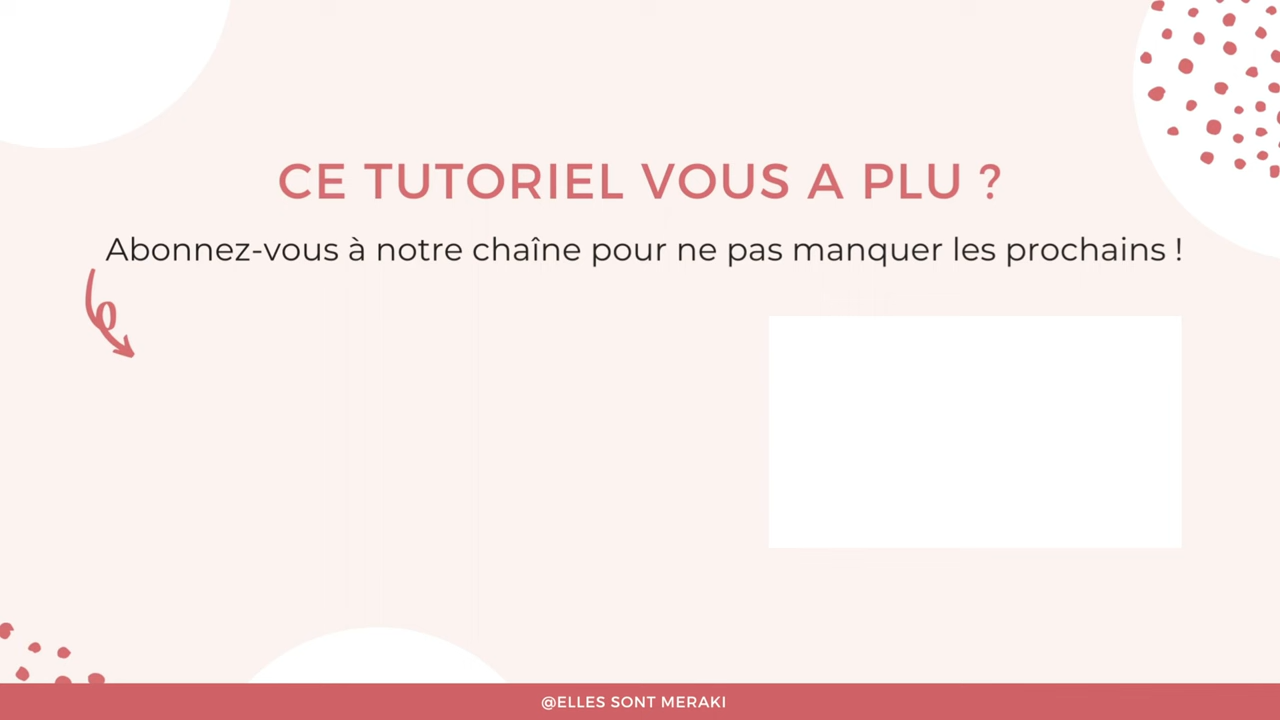 CE TUTORIEL VOUS A PLU ?
Abonnez-vous à notre chaîne pour ne pas manquer les prochains !
@ELLES SONT MERAKI